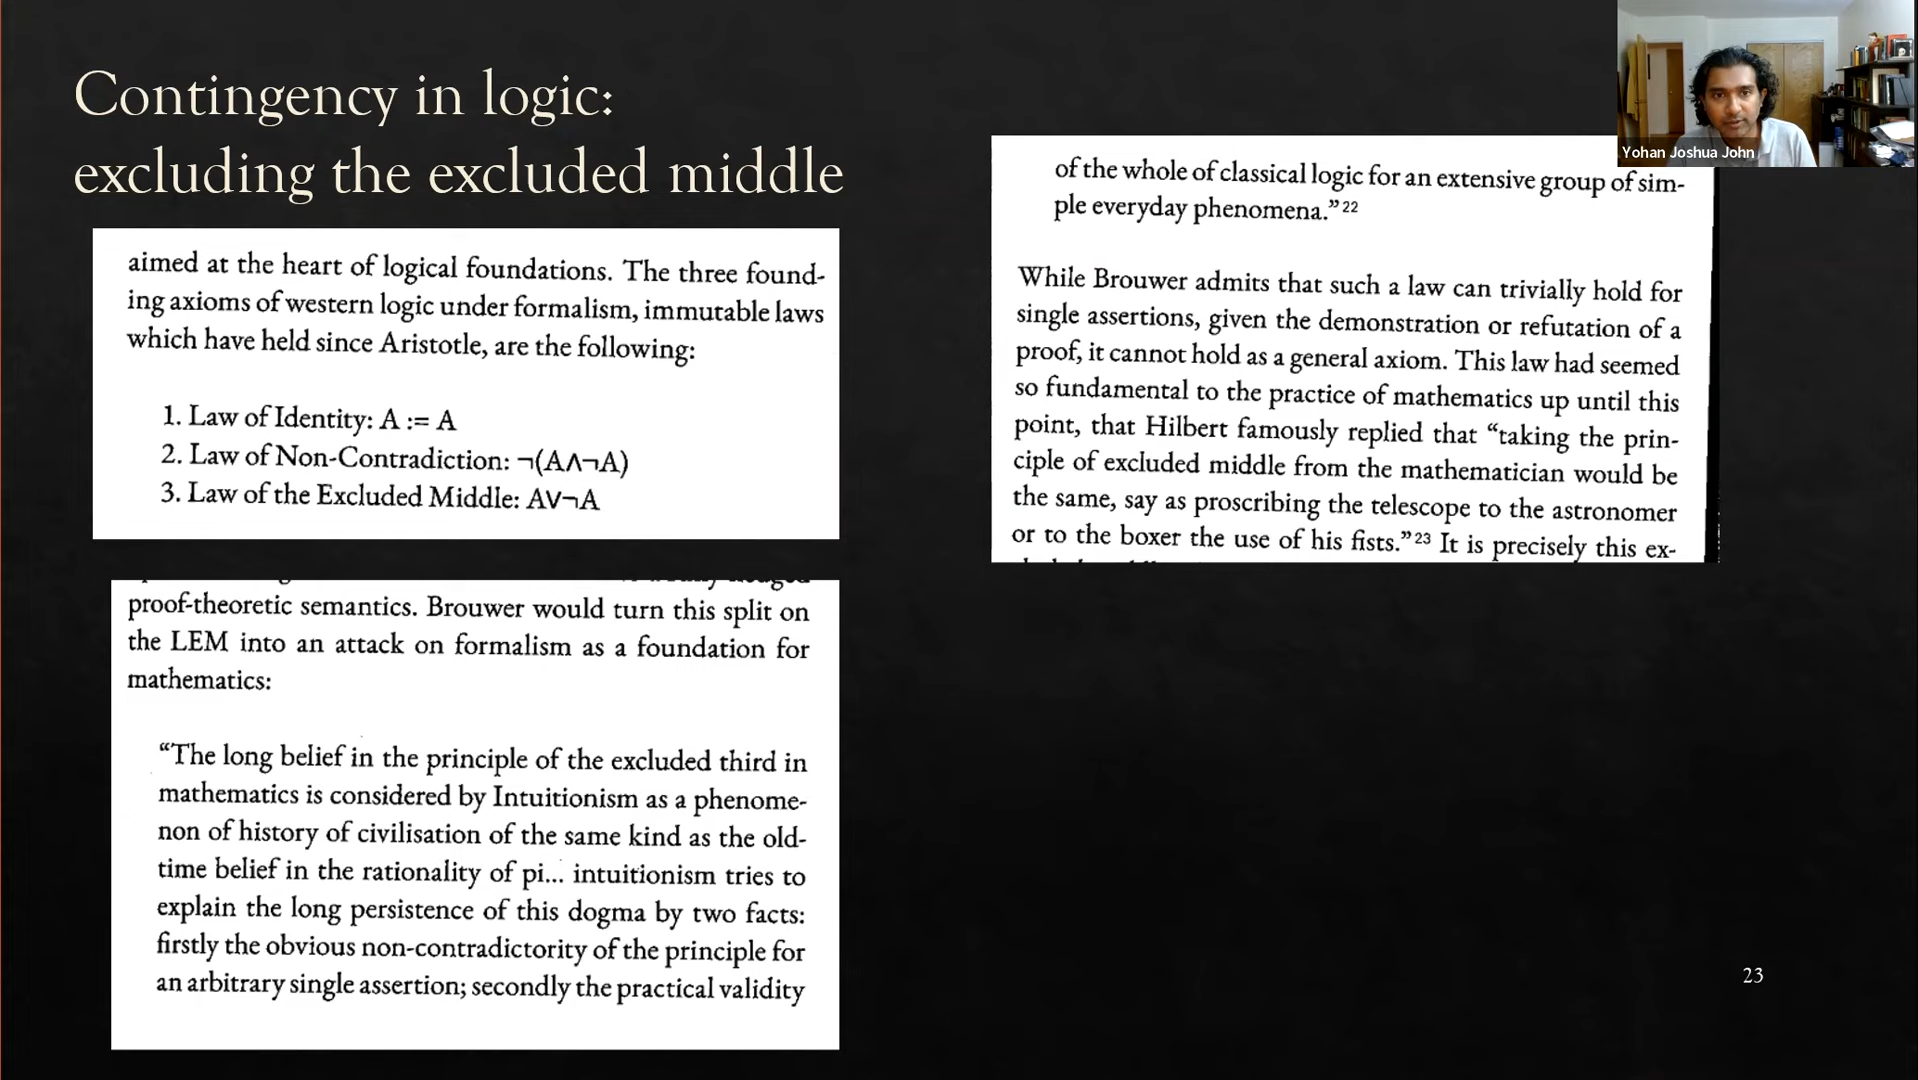 Contingency in logic:
excluding the excluded middle
aimed at the heart of logical foundations. The three found-
ing axioms of western logic under formalism, immutable laws
which have held since Aristotle, are the following:
1. Law of Identity: A := A
2. Law of Non-Contradiction: ¬(A∧¬A)
3. Law of the Excluded Middle: A∨¬A
proof-theoretic semantics. Brouwer would turn this split on
the LEM into an attack on formalism as a foundation for
mathematics:
“The long belief in the principle of the excluded third in
mathematics is considered by Intuitionism as a phenome-
non of history of civilisation of the same kind as the old-
time belief in the rationality of pi... intuitionism tries to
explain the long persistence of this dogma by two facts:
firstly the obvious non-contradictority of the principle for
an arbitrary single assertion; secondly the practical validity
of the whole of classical logic for an extensive group of sim-
ple everyday phenomena.” 22
While Brouwer admits that such a law can trivially hold for
single assertions, given the demonstration or refutation of a
proof, it cannot hold as a general axiom. This law had seemed
so fundamental to the practice of mathematics up until this
point, that Hilbert famously replied that “taking the prin-
ciple of excluded middle from the mathematician would be
the same, say as proscribing the telescope to the astronomer
or to the boxer the use of his fists.” 23 It is precisely this ex-
Yohan Joshua John
23